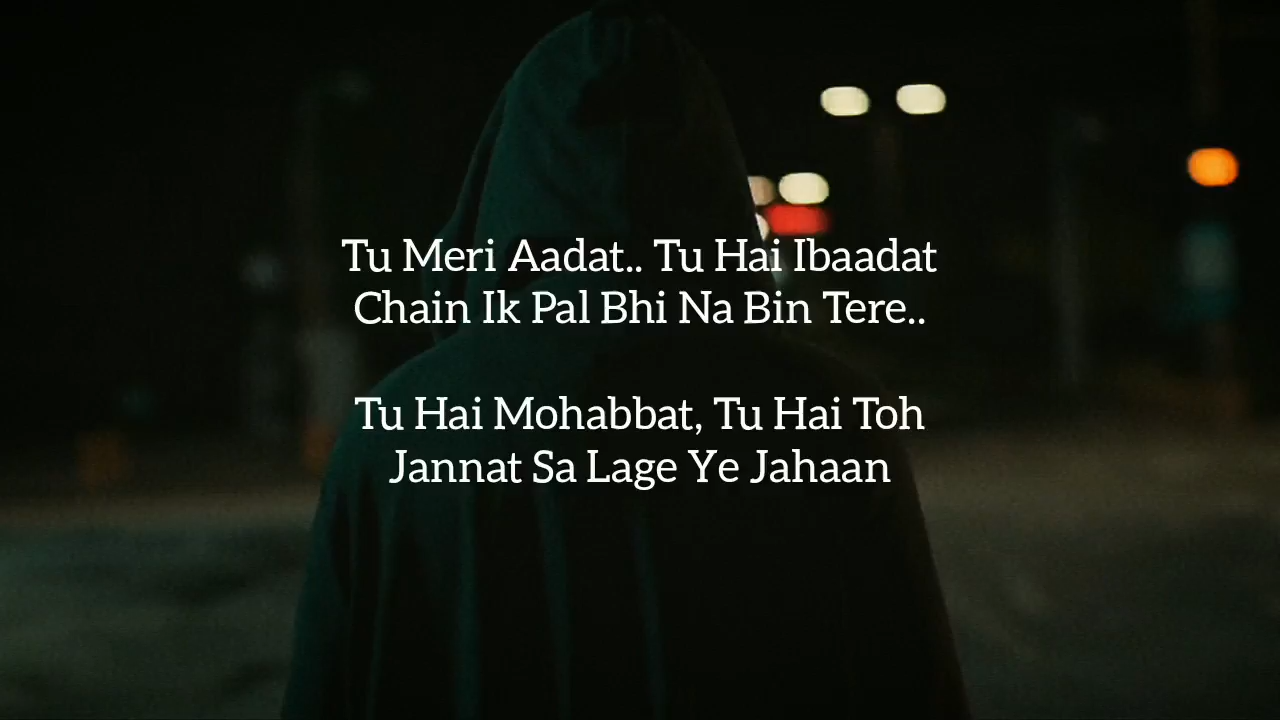 Tu Meri Aadat.. Tu Hai Ibaadat
Chain Ik Pal Bhi Na Bin Tere..
Tu Hai Mohabbat, Tu Hai Toh
Jannat Sa Lage Ye Jahaan